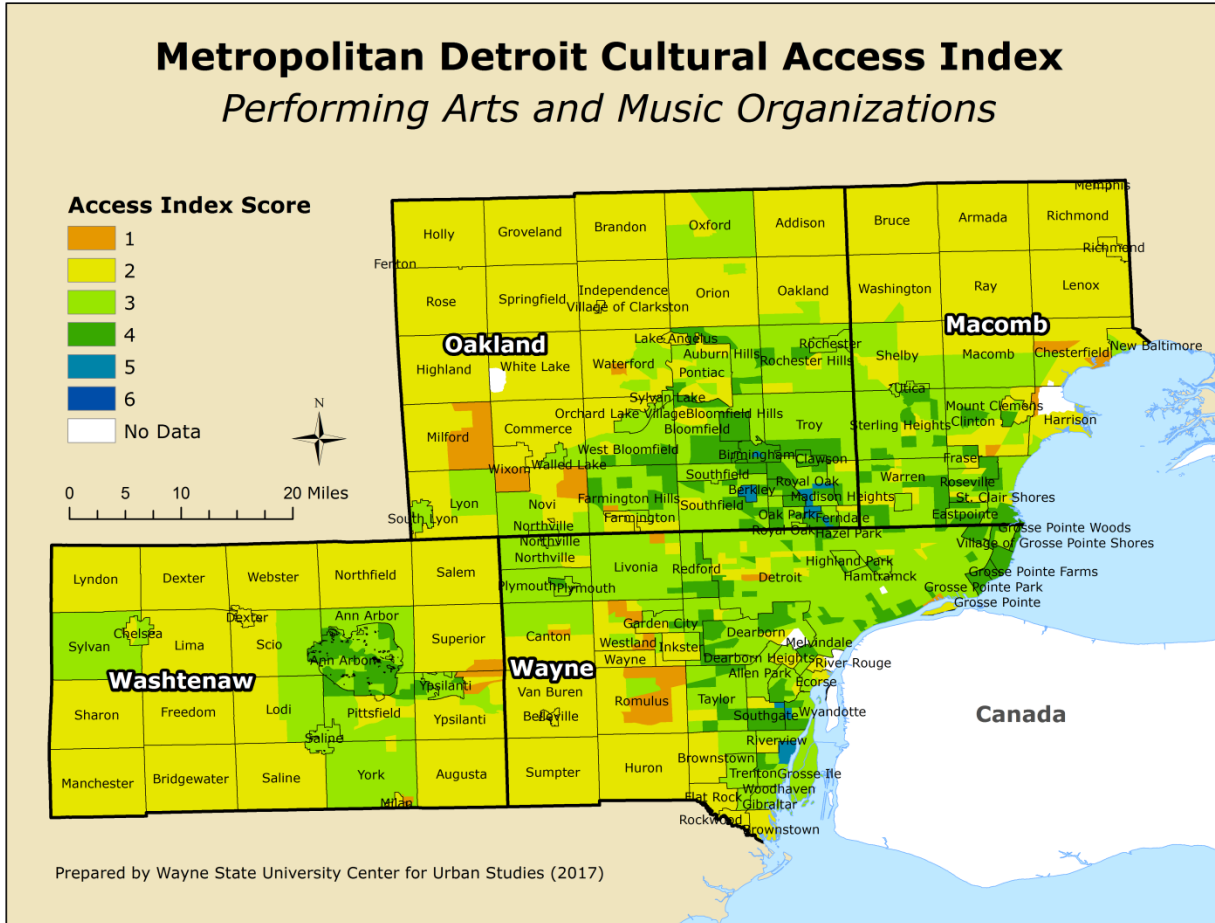 Metropolitan Detroit Cultural Access Index
Performing Arts and Music Organizations
Access Index Score
1
2
3
4
5
6
No Data
N
0 5 10 20 Miles
Memphis
Holly Groveland Brandon Oxford Addison Bruce Armada Richmond
Richmond
Fenton
Rose Springfield Independence Orion Oakland Washington Ray Lenox
Village of Clarkston
Oakland Macomb
Lake Angelus Rochester New Baltimore
Highland White Lake Waterford Auburn Hills Rochester Hills Shelby Macomb Chesterfield
Pontiac
Sylvan Lake Utica
Orchard Lake Village Bloomfield Hills Mount Clemens
Milford Commerce Bloomfield Troy Sterling Heights Clinton Harrison
West Bloomfield Birmingham Clawson Fraser
Wixom Walled Lake Southfield Royal Oak Warren Roseville
Lyon Novi Farmington Hills Southfield Berkley Madison Heights St. Clair Shores
South Lyon Farmington Oak Park Ferndale Eastpointe
Northville Royal Oak Hazel Park Grosse Pointe Woods
Northville Village of Grosse Pointe Shores
Northville Highland Park
Lyndon Dexter Webster Northfield Salem Livonia Redford Detroit Hamtramck Grosse Pointe Farms
Plymouth Plymouth Grosse Pointe Park
Grosse Pointe
Dexter Ann Arbor Garden City
Chelsea Canton Dearborn
Sylvan Lima Scio Superior Westland Inkster Melvindale
Ann Arbor Wayne Dearborn Heights River Rouge
Washtenaw Wayne
Ypsilanti Allen Park Ecorse
Van Buren Romulus Taylor
Sharon Freedom Lodi Pittsfield Ypsilanti Belleville Southgate Wyandotte
Canada
Saline Riverview
Manchester Bridgewater Saline York Augusta Sumpter Huron Brownstown
Trenton Grosse Ile
Woodhaven
Milan Flat Rock Gibraltar
Rockwood Brownstown
Prepared by Wayne State University Center for Urban Studies (2017)